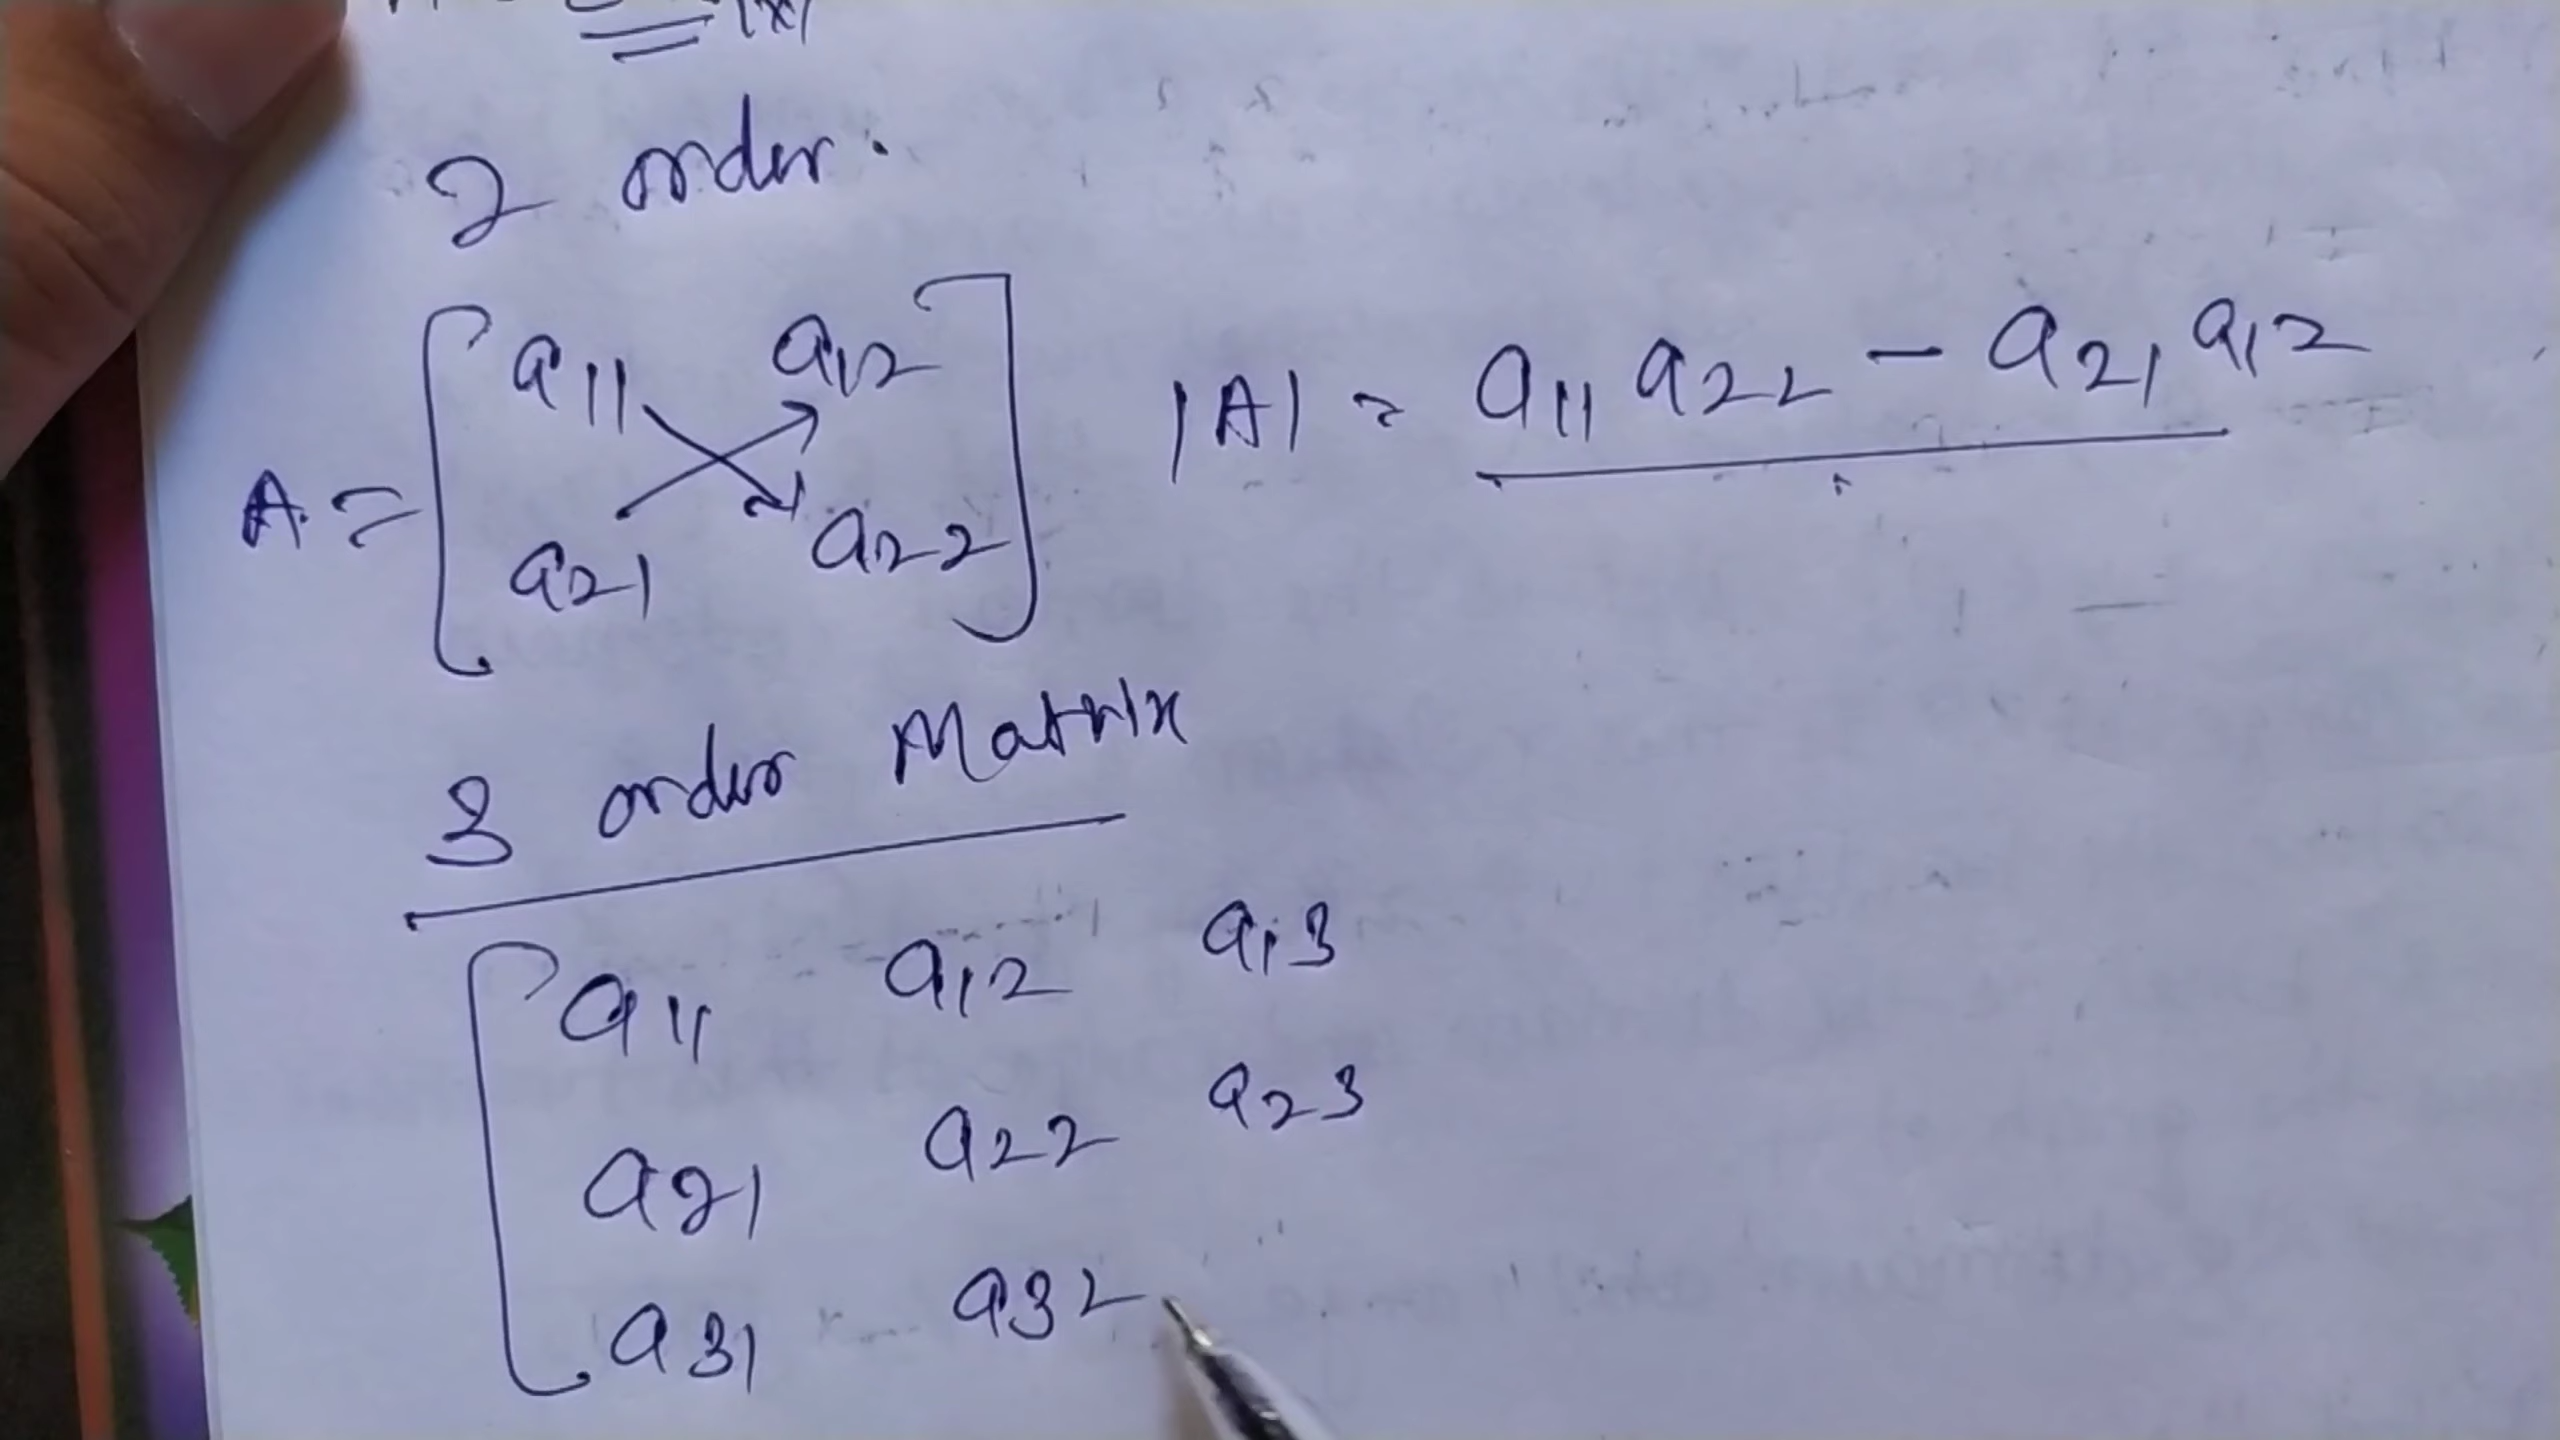 |x|
2 order.
A = [ a11 a12
a21 a22 ] |A| = a11 a22 - a21 a12
3 order Matrix
[ a11 a12 a13
a21 a22 a23
a31 a32